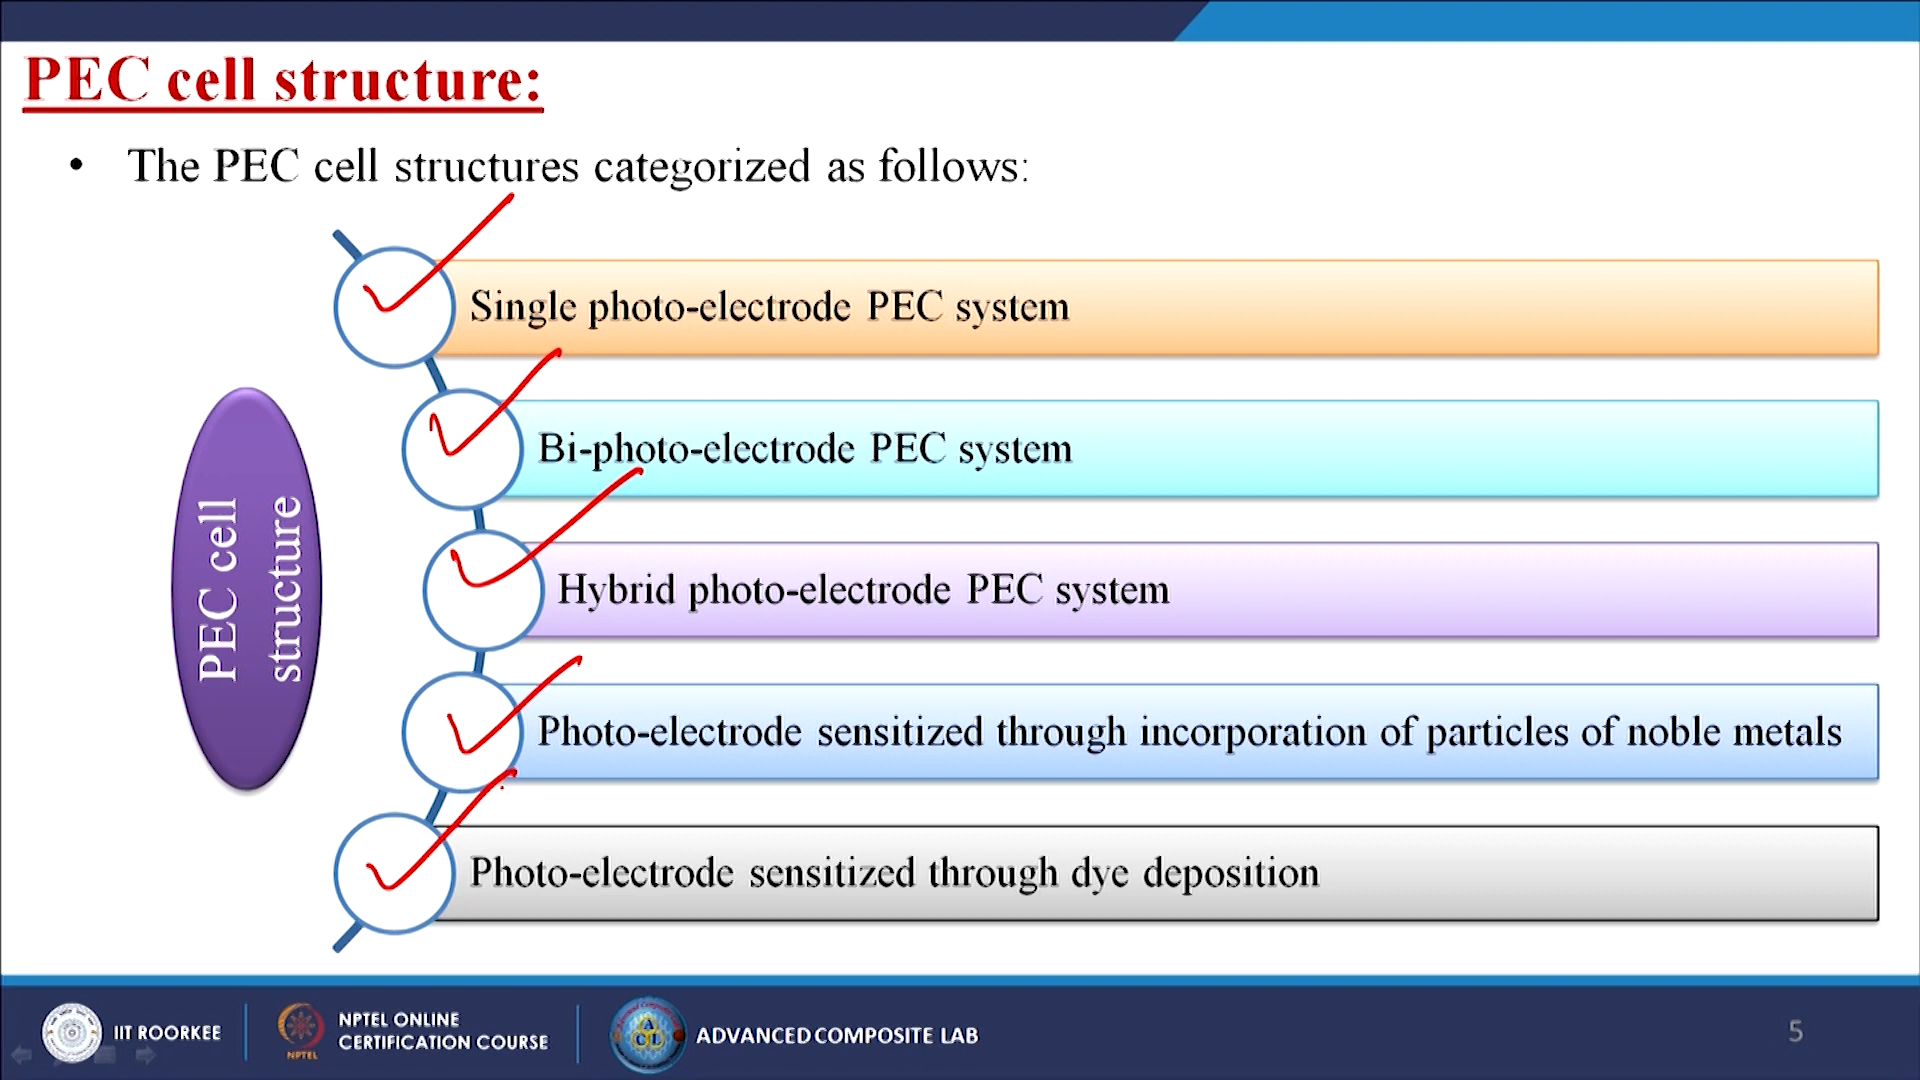 PEC cell structure:
• The PEC cell structures categorized as follows:
Single photo-electrode PEC system
Bi-photo-electrode PEC system
PEC cell
structure
Hybrid photo-electrode PEC system
Photo-electrode sensitized through incorporation of particles of noble metals
Photo-electrode sensitized through dye deposition
IIT ROORKEE
NPTEL
NPTEL ONLINE
CERTIFICATION COURSE
ADVANCED COMPOSITE LAB
5